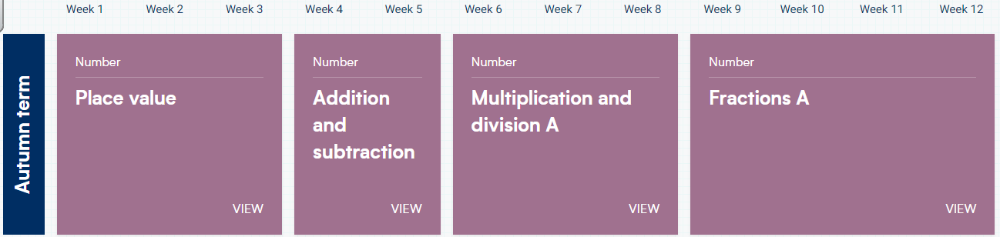 Week 1 Week 2 Week 3 Week 4 Week 5 Week 6 Week 7 Week 8 Week 9 Week 10 Week 11 Week 12
Autumn term
Number
Place value
VIEW
Number
Addition
and
subtraction
VIEW
Number
Multiplication and
division A
VIEW
Number
Fractions A
VIEW